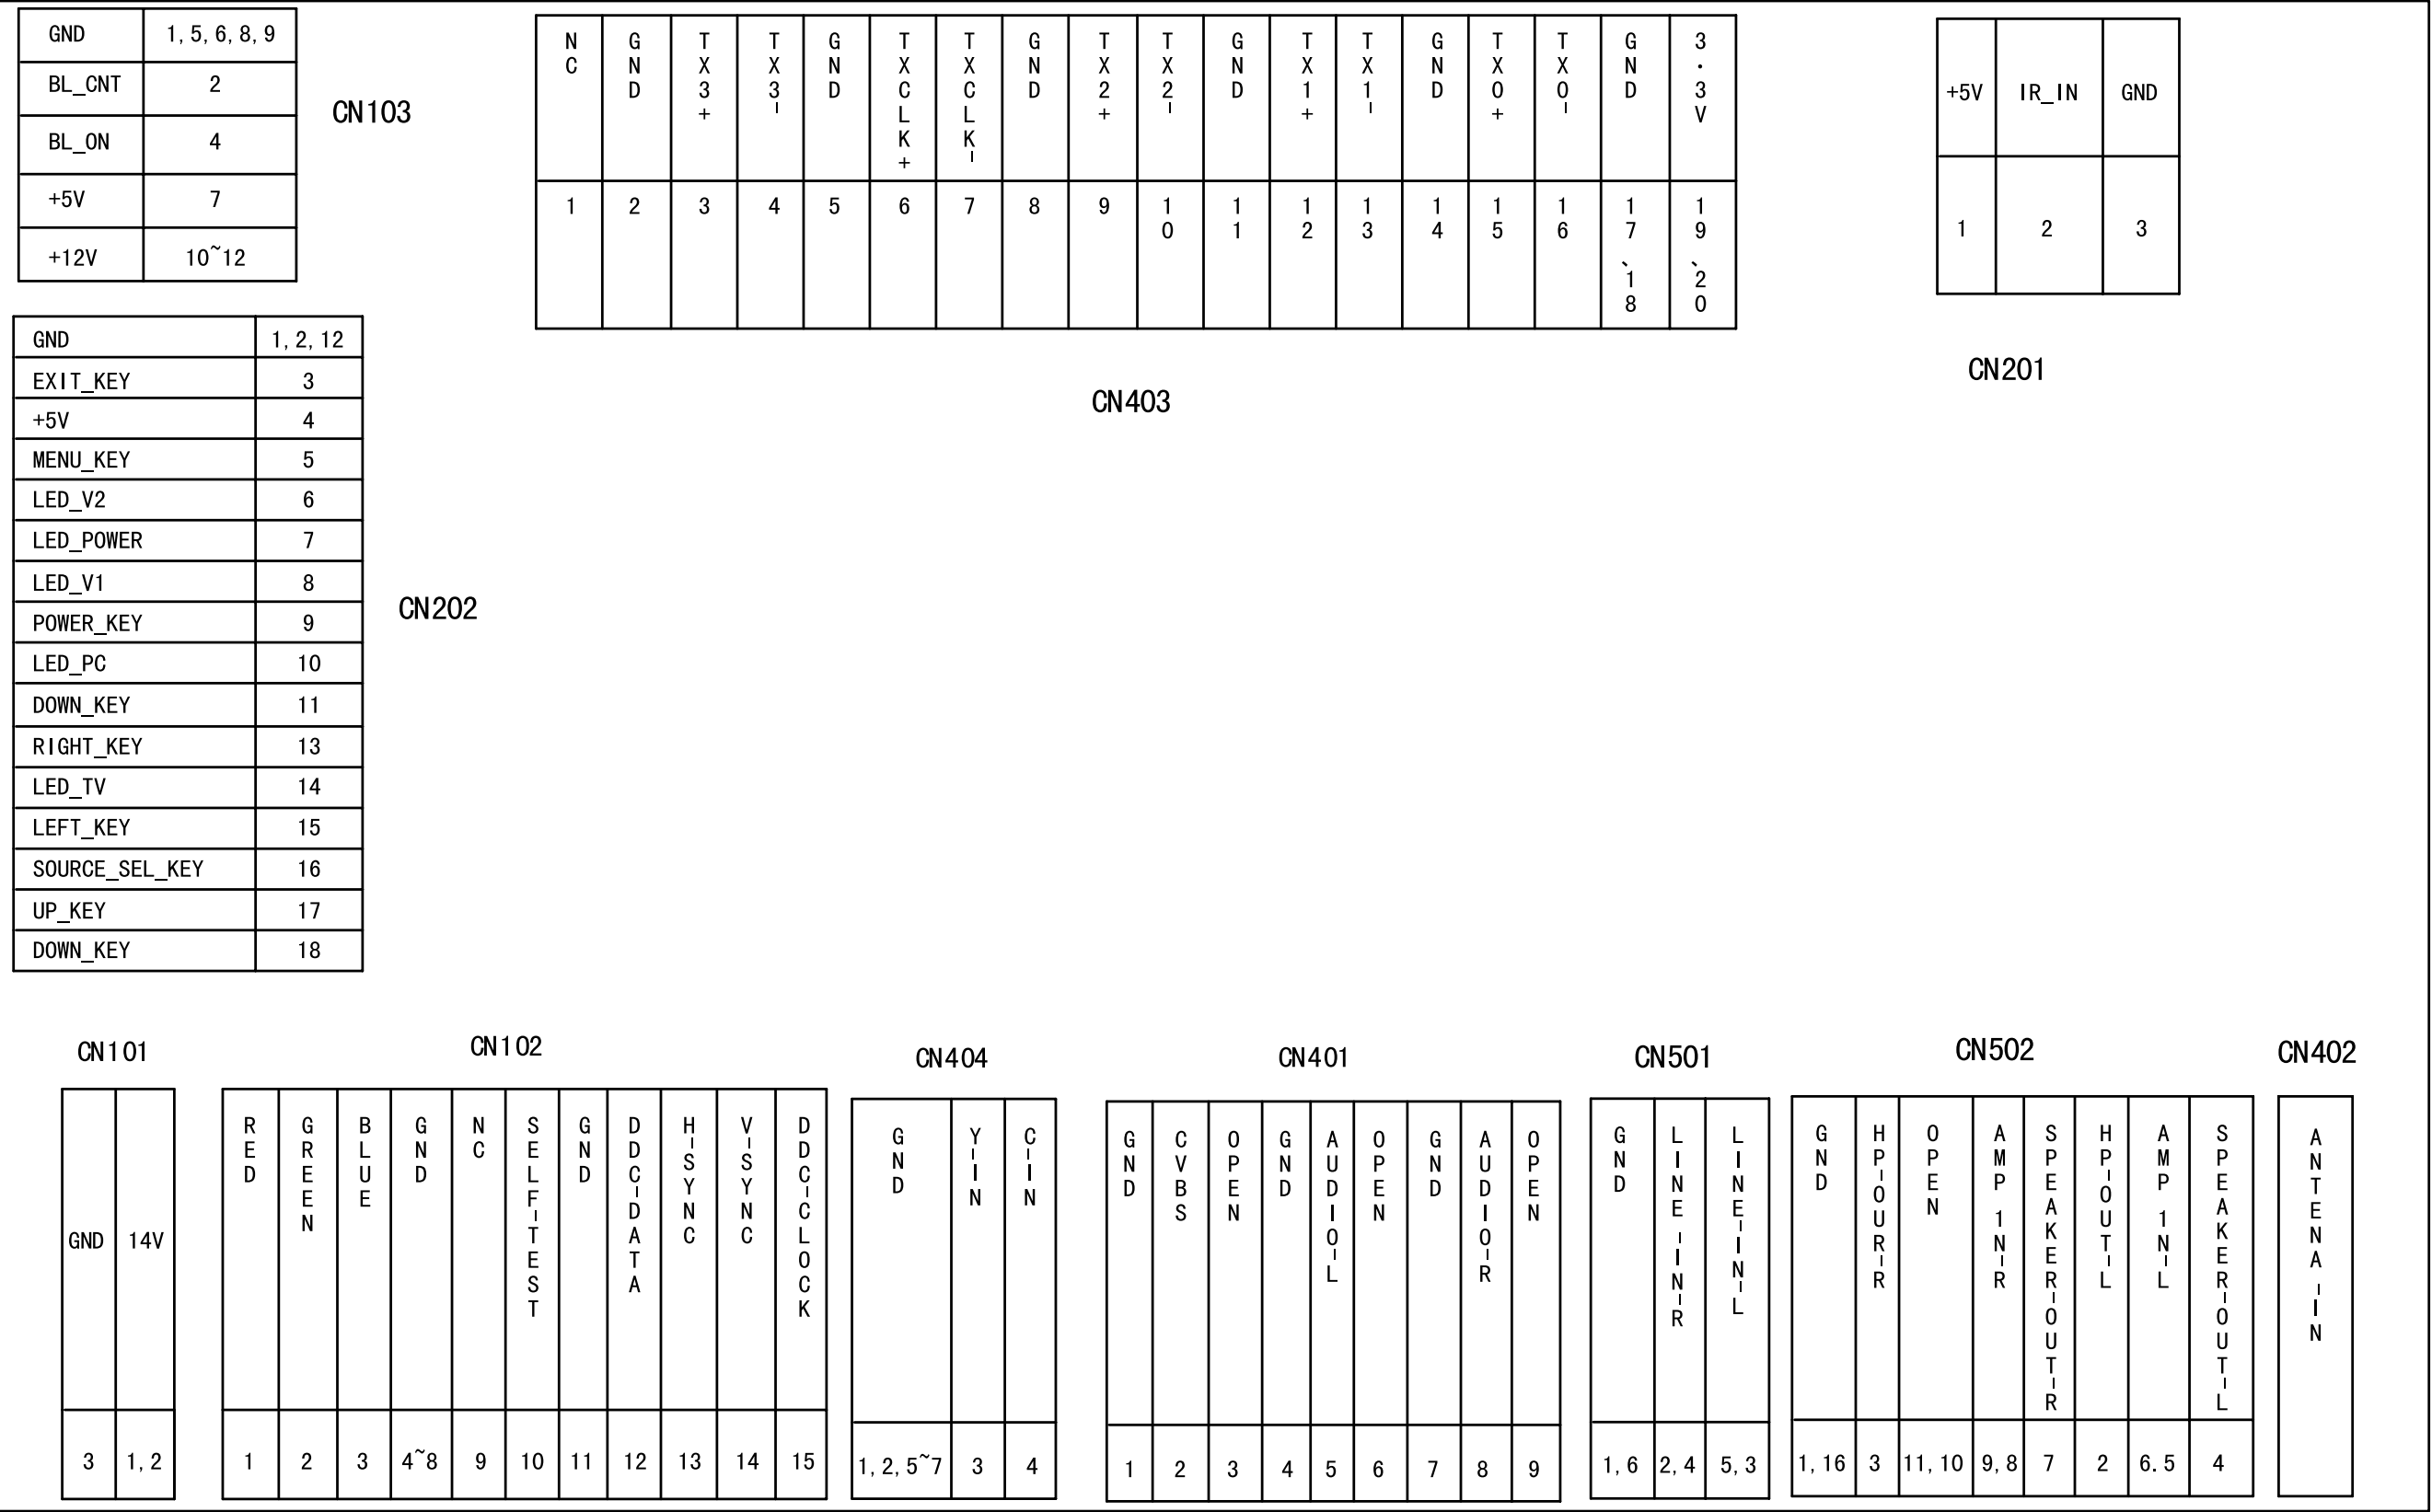 GND 1,5,6,8,9
BL_CNT 2
BL_ON 4
+5V 7
+12V 10~12
CN103
NC GND TX3+ TX3- GND TXCLK+ TXCLK- GND TX2+ TX2- GND TX1+ TX1- GND TX0+ TX0- GND 3.3V
1 2 3 4 5 6 7 8 9 10 11 12 13 14 15 16 17、18 19、20
CN403
+5V IR_IN GND
1 2 3
CN201
GND 1,2,12
EXIT_KEY 3
+5V 4
MENU_KEY 5
LED_V2 6
LED_POWER 7
LED_V1 8
POWER_KEY 9
LED_PC 10
DOWN_KEY 11
RIGHT_KEY 13
LED_TV 14
LEFT_KEY 15
SOURCE_SEL_KEY 16
UP_KEY 17
DOWN_KEY 18
CN202
CN101
GND 14V
3 1,2
CN102
RED GREEN BLUE GND NC SELF-TEST GND DDC-DATA H-SYNC V-SYNC DDC-CLOCK
1 2 3 4~8 9 10 11 12 13 14 15
CN404
GND Y-IN C-IN
1,2,5~7 3 4
CN401
GND CVBS OPEN GND AUDIO-L OPEN GND AUDIO-R OPEN
1 2 3 4 5 6 7 8 9
CN501
GND LINE-IN-R LINE-IN-L
1,6 2,4 5,3
CN502
GND HP-OUR-R OPEN AMP 1N-R SPEAKER-OUT-R HP-OUT-L AMP 1N-L SPEAKER-OUT-L
1,16 3 11,10 9,8 7 2 6.5 4
CN402
ANTENA-IN